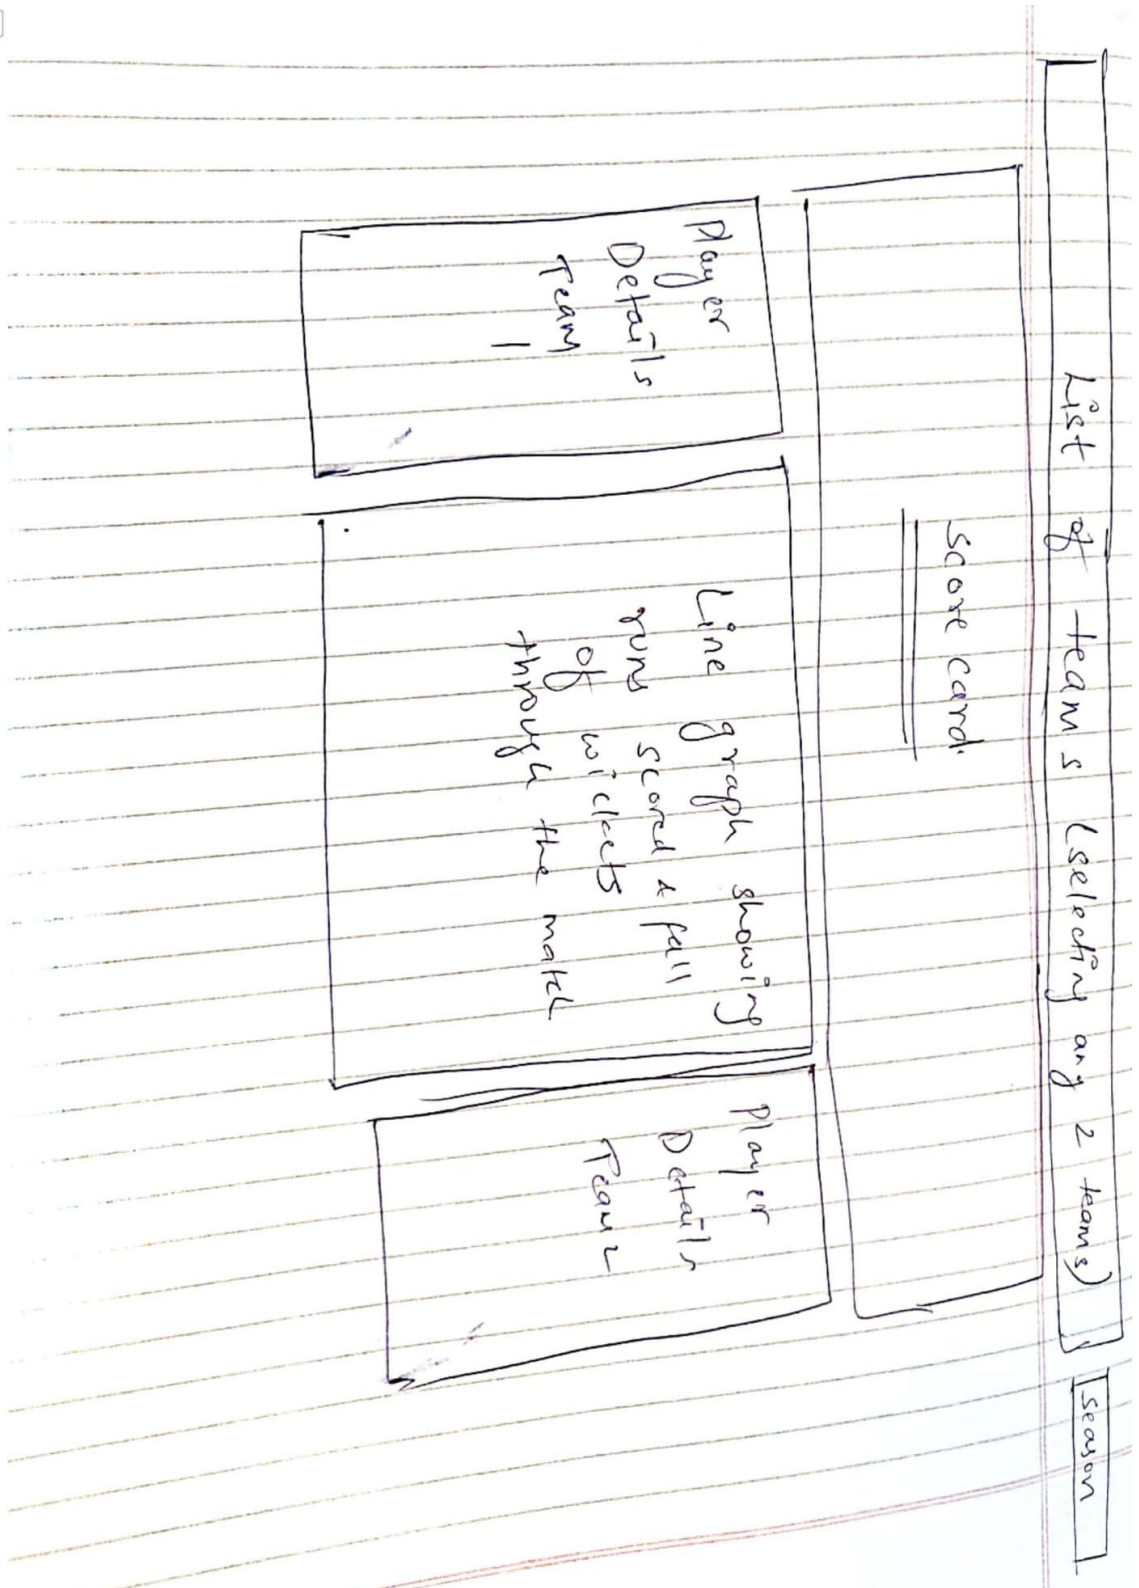 List of teams (selecting any 2 teams)
season
Score card
Player
Details
Team
1
Line graph showing
runs scored & fall
of wickets
through the match
Player
Details
Team 2